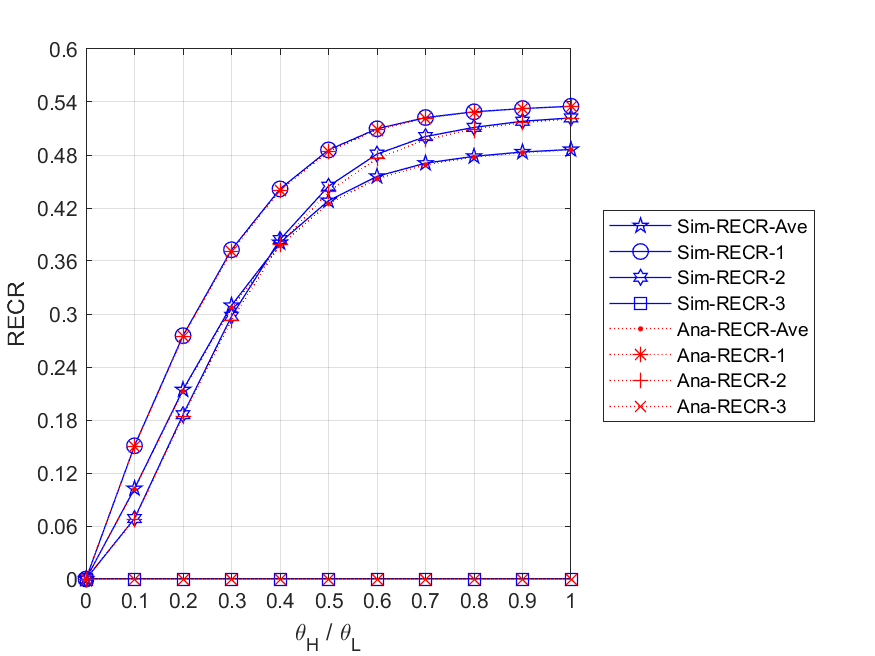 0.6
0.54
0.48
0.42
0.36
0.3
0.24
0.18
0.12
0.06
0
RECR
0 0.1 0.2 0.3 0.4 0.5 0.6 0.7 0.8 0.9 1
θ_H / θ_L
Sim-RECR-Ave
Sim-RECR-1
Sim-RECR-2
Sim-RECR-3
Ana-RECR-Ave
Ana-RECR-1
Ana-RECR-2
Ana-RECR-3